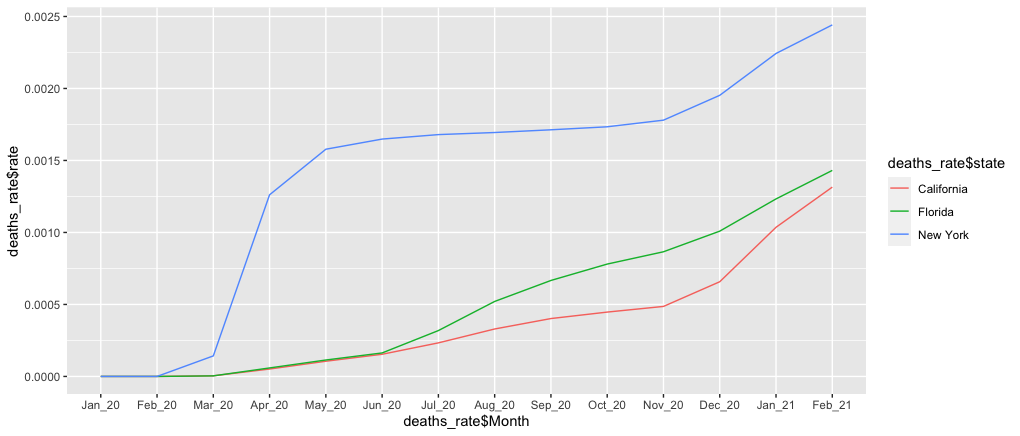 0.0025
0.0020
0.0015
0.0010
0.0005
0.0000
deaths_rate$rate
Jan_20 Feb_20 Mar_20 Apr_20 May_20 Jun_20 Jul_20 Aug_20 Sep_20 Oct_20 Nov_20 Dec_20 Jan_21 Feb_21
deaths_rate$Month
deaths_rate$state
California
Florida
New York